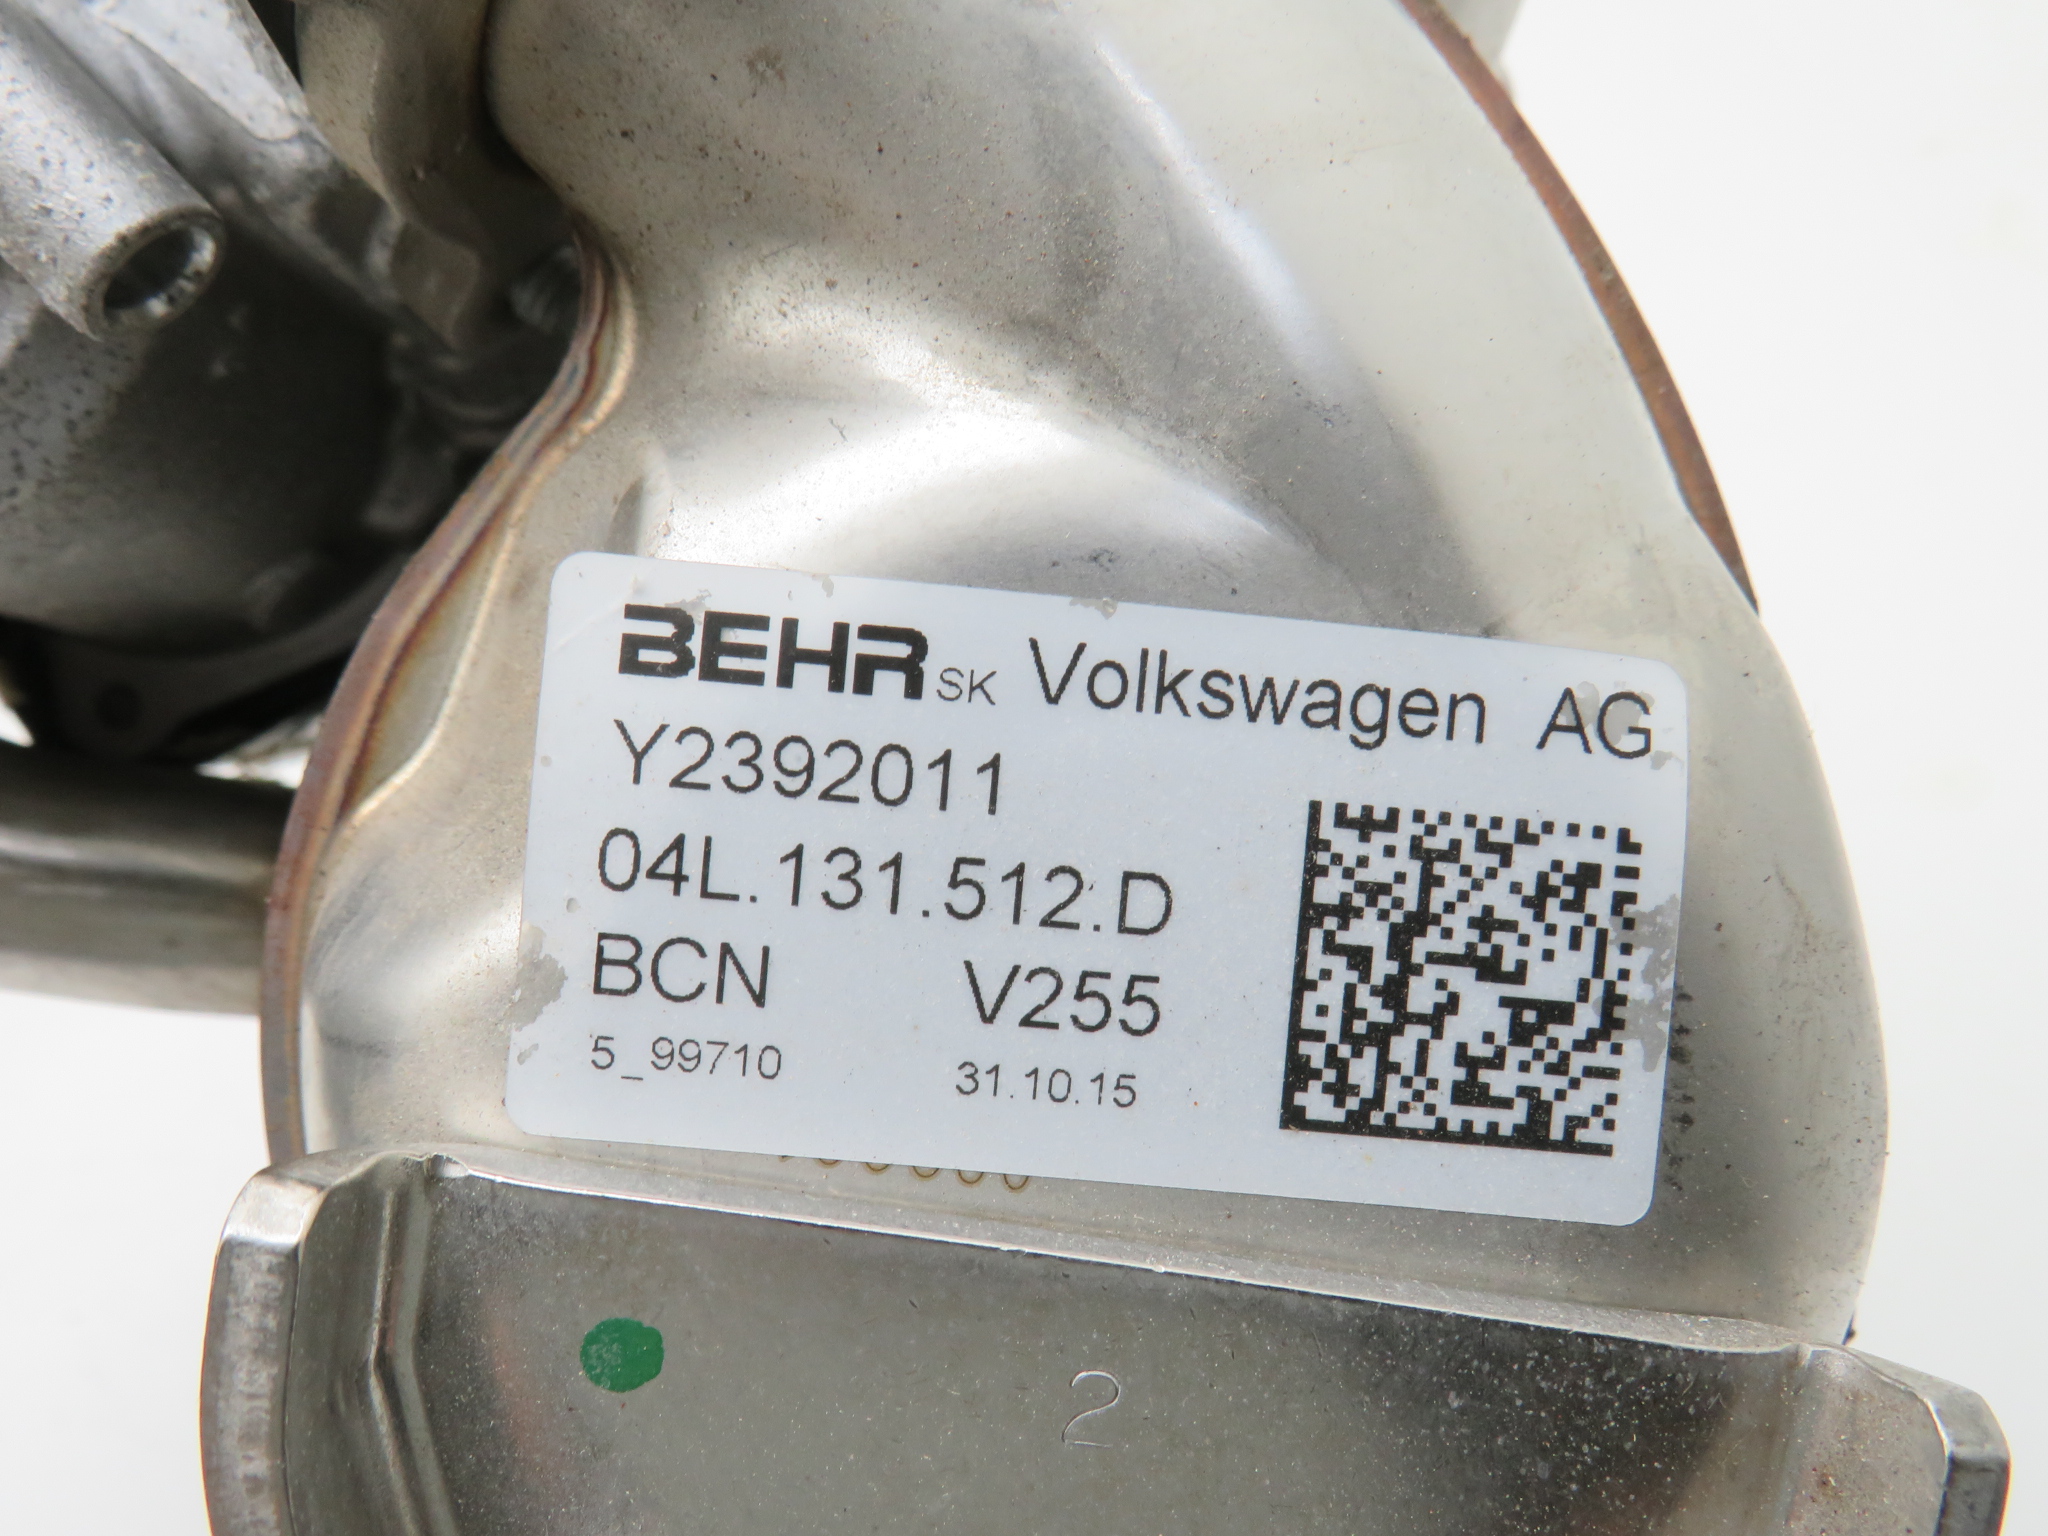 BEHR SK Volkswagen AG
Y2392011
04L.131.512.D
BCN V255
5_99710 31.10.15
2